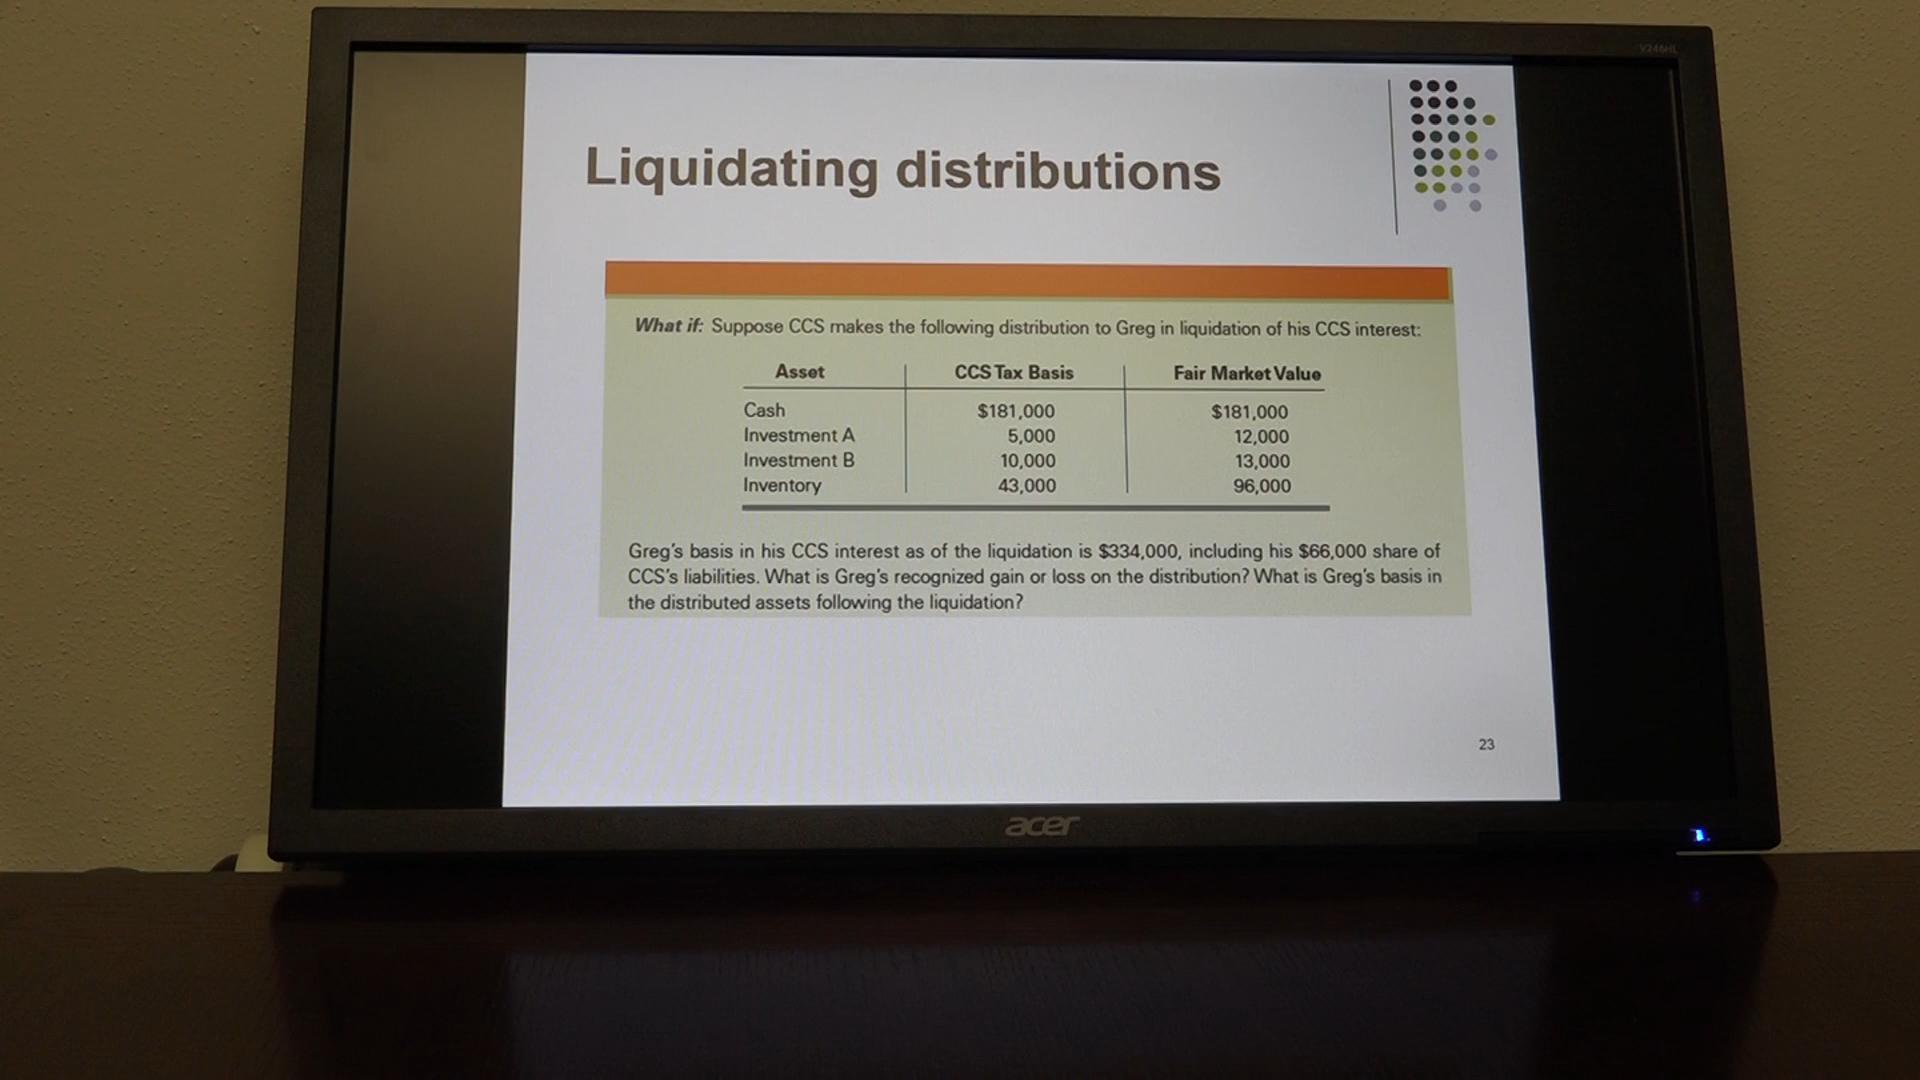 V246HL
Liquidating distributions
What if: Suppose CCS makes the following distribution to Greg in liquidation of his CCS interest:
Asset CCS Tax Basis Fair Market Value
Cash $181,000 $181,000
Investment A 5,000 12,000
Investment B 10,000 13,000
Inventory 43,000 96,000
Greg's basis in his CCS interest as of the liquidation is $334,000, including his $66,000 share of
CCS's liabilities. What is Greg's recognized gain or loss on the distribution? What is Greg's basis in
the distributed assets following the liquidation?
23
acer